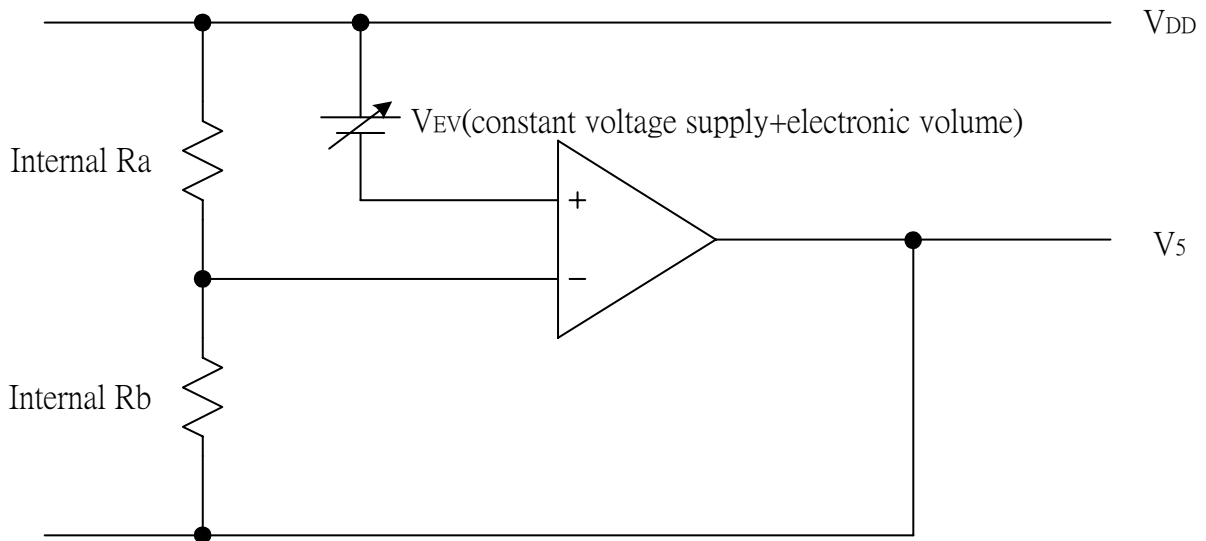 VDD
VEV(constant voltage supply+electronic volume)
Internal Ra
+
−
V5
Internal Rb